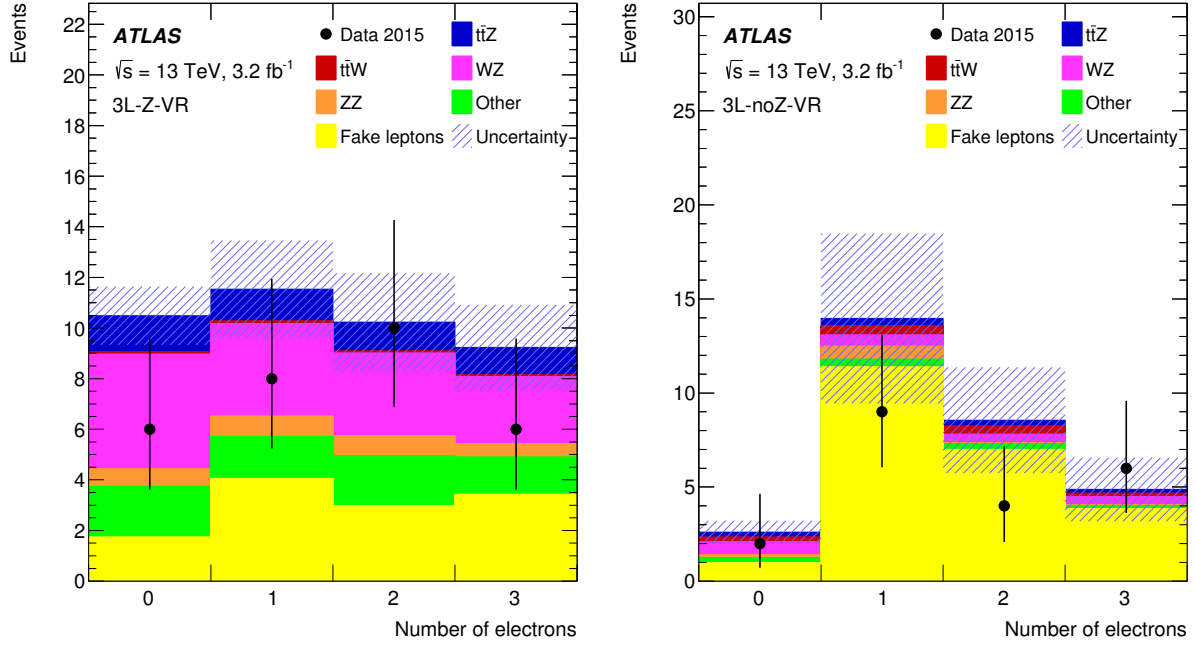 Events
22
20
18
16
14
12
10
8
6
4
2
0
ATLAS
√s = 13 TeV, 3.2 fb⁻¹
3L-Z-VR
Data 2015
tt̄Z
tt̄W
WZ
ZZ
Other
Fake leptons
Uncertainty
0 1 2 3
Number of electrons
Events
30
25
20
15
10
5
0
ATLAS
√s = 13 TeV, 3.2 fb⁻¹
3L-noZ-VR
Data 2015
tt̄Z
tt̄W
WZ
ZZ
Other
Fake leptons
Uncertainty
0 1 2 3
Number of electrons